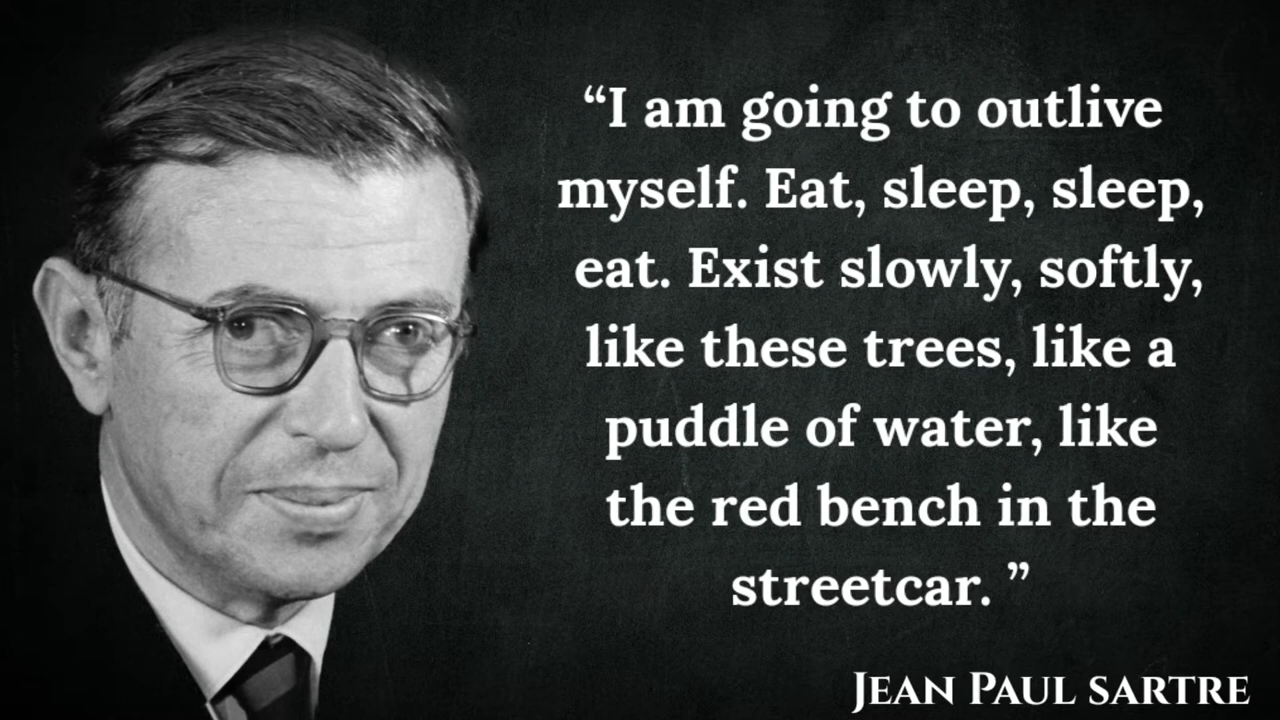 “I am going to outlive
myself. Eat, sleep, sleep,
eat. Exist slowly, softly,
like these trees, like a
puddle of water, like
the red bench in the
streetcar. ”
Jean Paul sartre